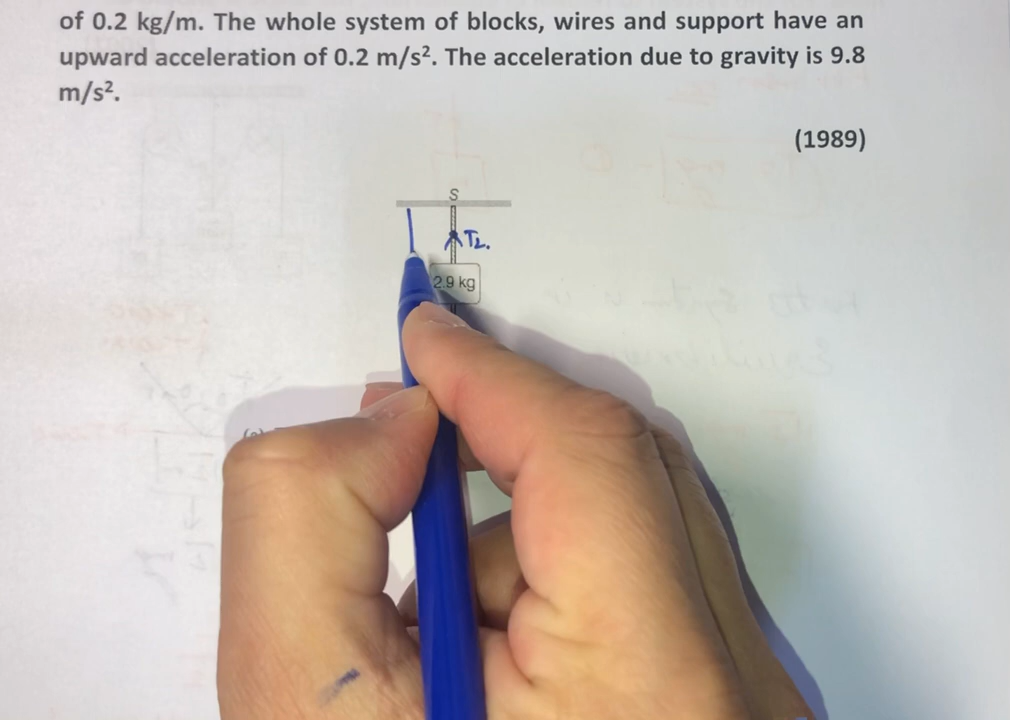 of 0.2 kg/m. The whole system of blocks, wires and support have an
upward acceleration of 0.2 m/s². The acceleration due to gravity is 9.8
m/s².
(1989)
S
T2.
2.9 kg